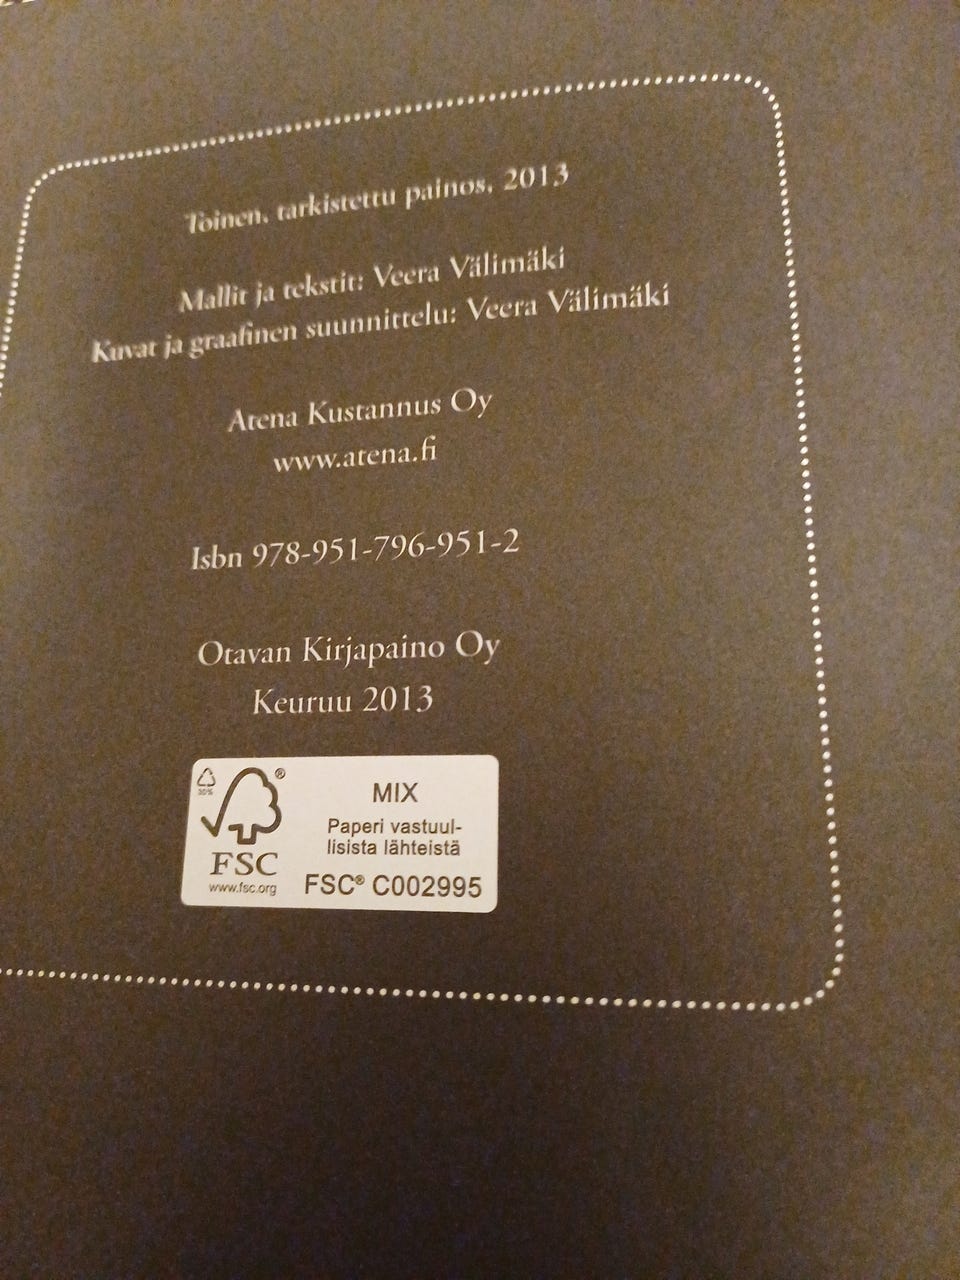 Toinen, tarkistettu painos, 2013
Mallit ja tekstit: Veera Välimäki
Kuvat ja graafinen suunnittelu: Veera Välimäki
Atena Kustannus Oy
www.atena.fi
Isbn 978-951-796-951-2
Otavan Kirjapaino Oy
Keuruu 2013
30%
®
FSC
www.fsc.org
MIX
Paperi vastuul-
lisista lähteistä
FSC® C002995